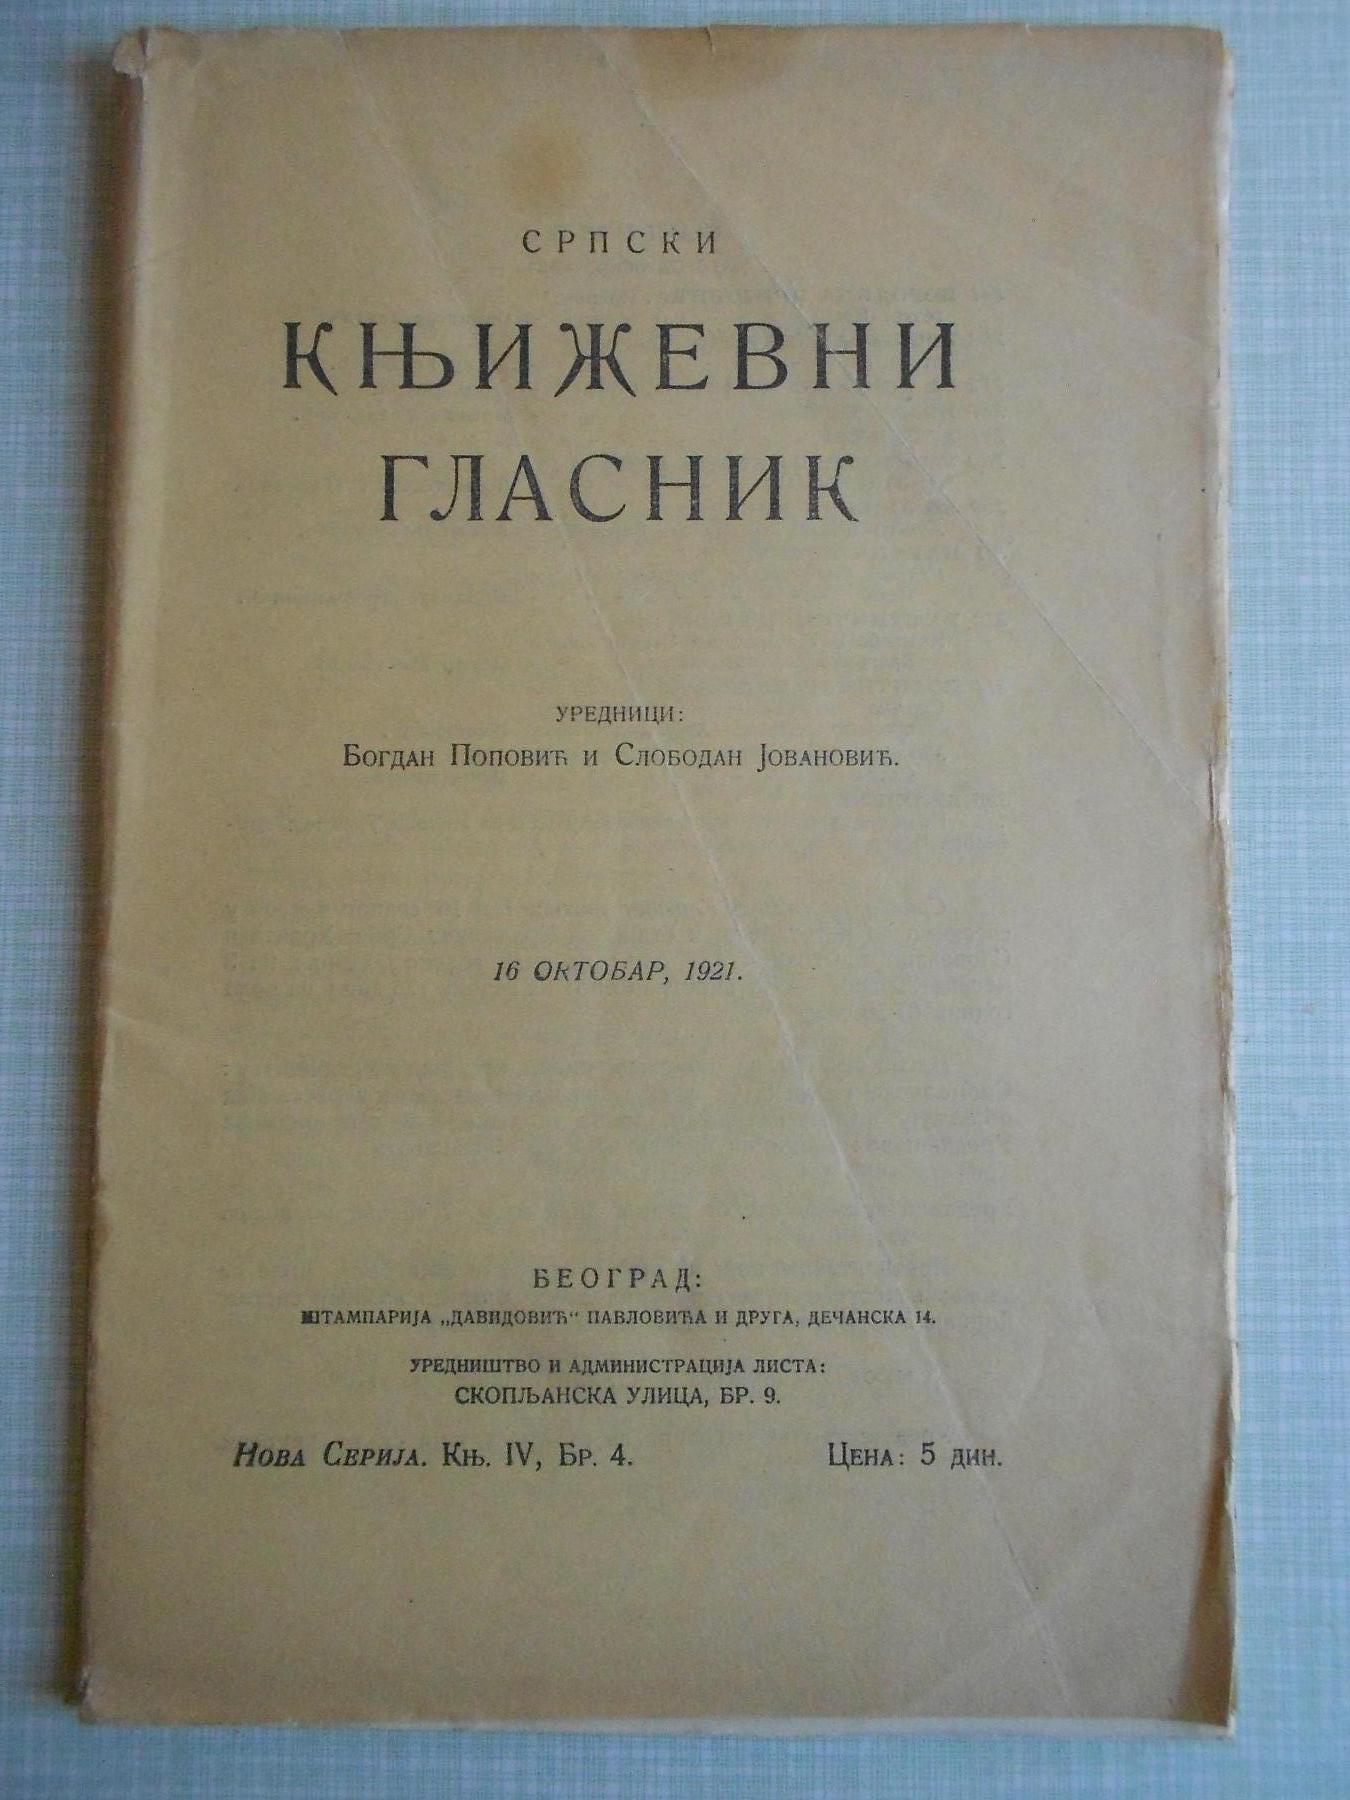 СРПСКИ
КЊИЖЕВНИ
ГЛАСНИК
УРЕДНИЦИ:
БОГДАН ПОПОВИЋ И СЛОБОДАН ЈОВАНОВИЋ.
16 ОКТОБАР, 1921.
БЕОГРАД:
ШТАМПАРИЈА „ДАВИДОВИЋ“ ПАВЛОВИЋА И ДРУГА, ДЕЧАНСКА 14.
УРЕДНИШТВО И АДМИНИСТРАЦИЈА ЛИСТА:
СКОПЉАНСКА УЛИЦА, БР. 9.
НОВА СЕРИЈА. КЊ. IV, БР. 4. ЦЕНА: 5 ДИН.